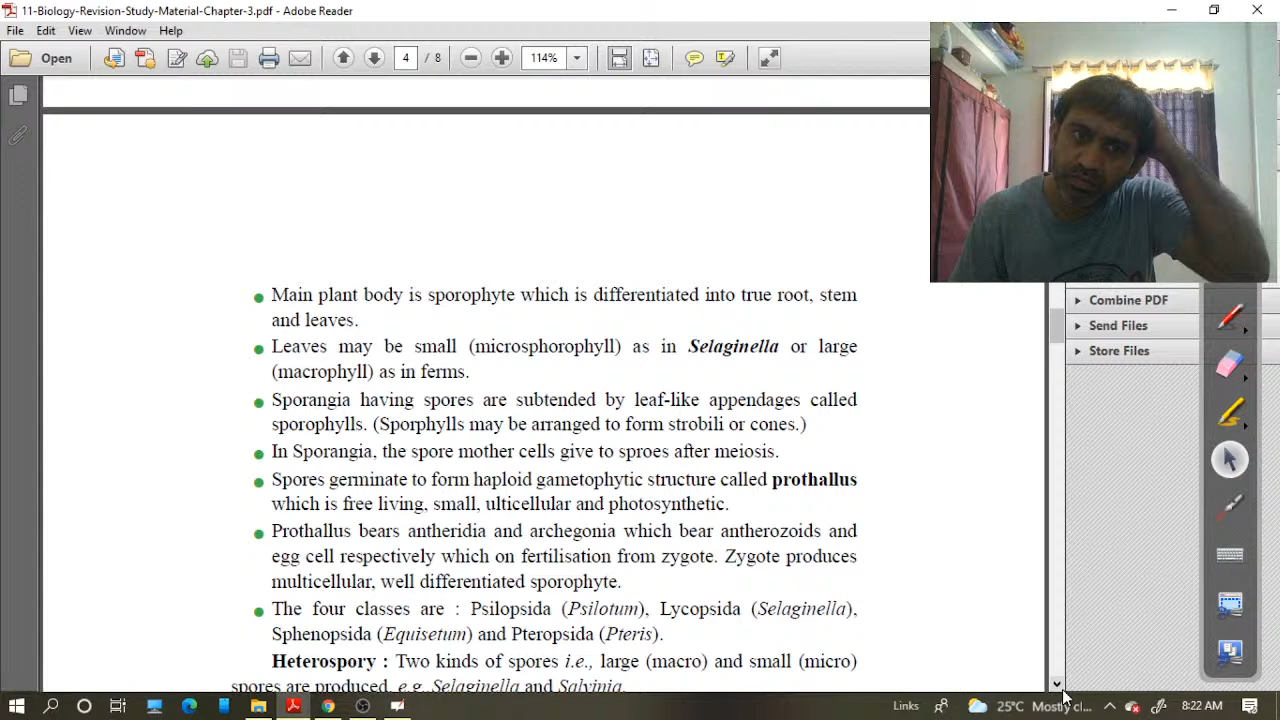 11-Biology-Revision-Study-Material-Chapter-3.pdf - Adobe Reader
File Edit View Window Help
Open 4 / 8 114%
Main plant body is sporophyte which is differentiated into true root, stem
and leaves.
Leaves may be small (microsphorophyll) as in Selaginella or large
(macrophyll) as in ferms.
Sporangia having spores are subtended by leaf-like appendages called
sporophylls. (Sporphylls may be arranged to form strobili or cones.)
In Sporangia, the spore mother cells give to sproes after meiosis.
Spores germinate to form haploid gametophytic structure called prothallus
which is free living, small, ulticellular and photosynthetic.
Prothallus bears antheridia and archegonia which bear antherozoids and
egg cell respectively which on fertilisation from zygote. Zygote produces
multicellular, well differentiated sporophyte.
The four classes are : Psilopsida (Psilotum), Lycopsida (Selaginella),
Sphenopsida (Equisetum) and Pteropsida (Pteris).
Heterospory : Two kinds of spores i.e., large (macro) and small (micro)
spores are produced, e.g. Selaginella and Salvinia.
Combine PDF
Send Files
Store Files
Links 25°C Mostly cl... 8:22 AM